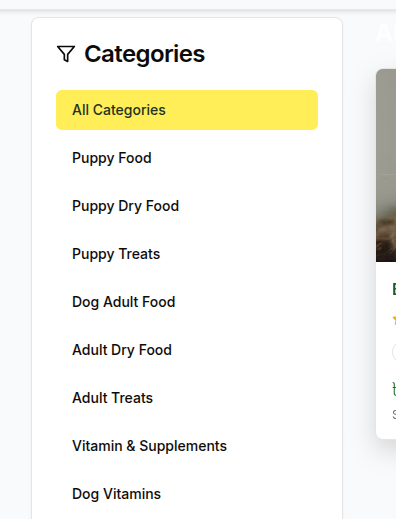 Categories
All Categories
Puppy Food
Puppy Dry Food
Puppy Treats
Dog Adult Food
Adult Dry Food
Adult Treats
Vitamin & Supplements
Dog Vitamins